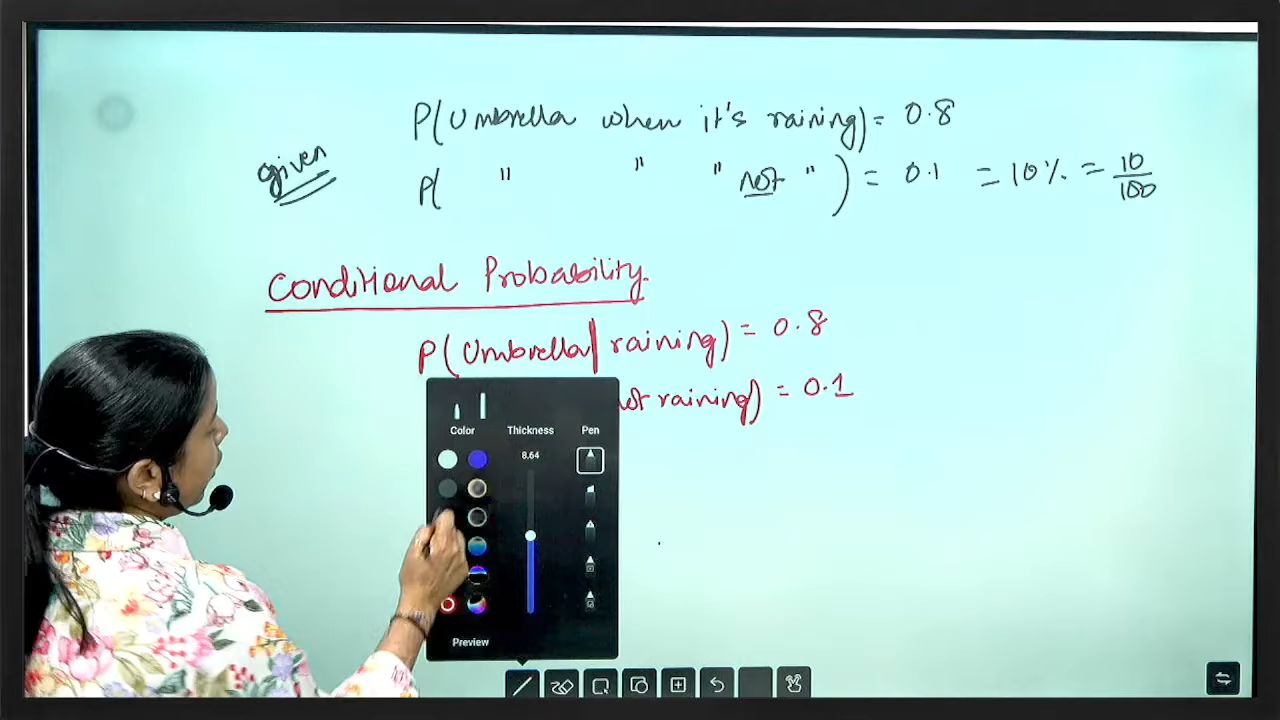 P(Umbrella when it's raining) = 0.8
given
P( " " " not " ) = 0.1 = 10% = 10/100
Conditional Probability.
P(Umbrella | raining) = 0.8
not raining) = 0.1
Color Thickness Pen
8.64
Preview